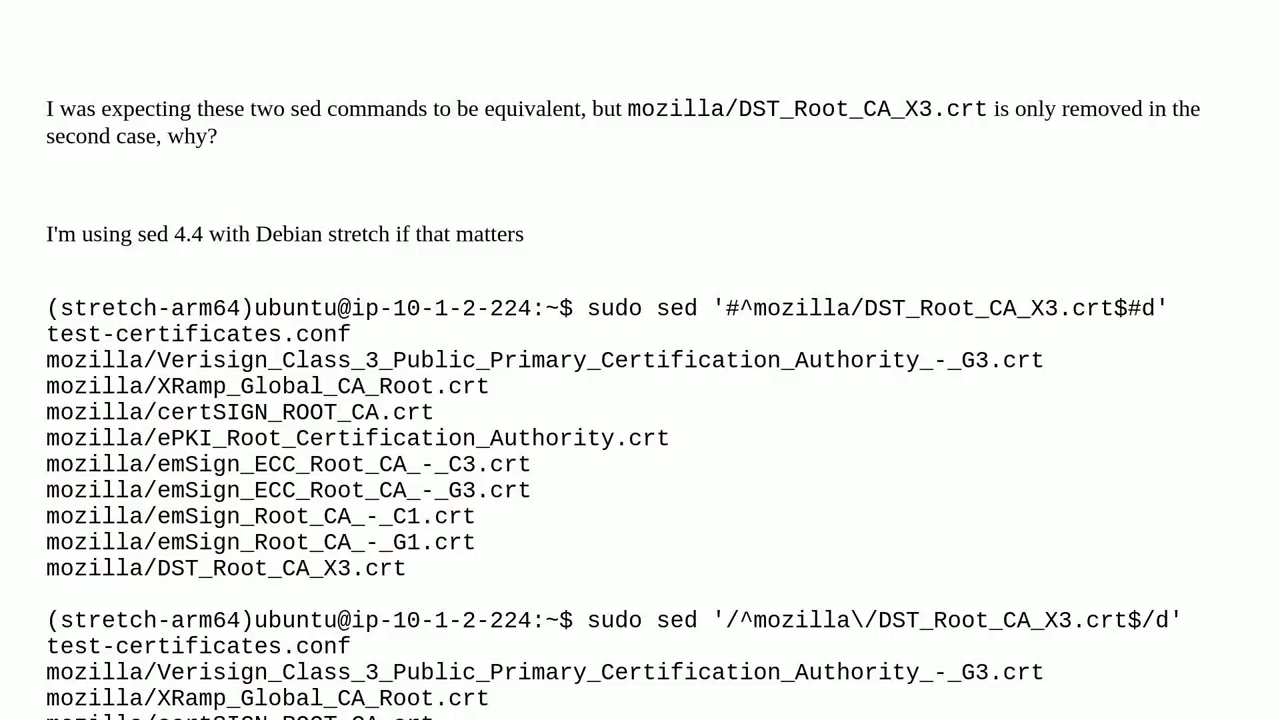 I was expecting these two sed commands to be equivalent, but mozilla/DST_Root_CA_X3.crt is only removed in the
second case, why?
I'm using sed 4.4 with Debian stretch if that matters
(stretch-arm64)ubuntu@ip-10-1-2-224:~$ sudo sed '#^mozilla/DST_Root_CA_X3.crt$#d'
test-certificates.conf
mozilla/Verisign_Class_3_Public_Primary_Certification_Authority_-_G3.crt
mozilla/XRamp_Global_CA_Root.crt
mozilla/certSIGN_ROOT_CA.crt
mozilla/ePKI_Root_Certification_Authority.crt
mozilla/emSign_ECC_Root_CA_-_C3.crt
mozilla/emSign_ECC_Root_CA_-_G3.crt
mozilla/emSign_Root_CA_-_C1.crt
mozilla/emSign_Root_CA_-_G1.crt
mozilla/DST_Root_CA_X3.crt
(stretch-arm64)ubuntu@ip-10-1-2-224:~$ sudo sed '/^mozilla\/DST_Root_CA_X3.crt$/d'
test-certificates.conf
mozilla/Verisign_Class_3_Public_Primary_Certification_Authority_-_G3.crt
mozilla/XRamp_Global_CA_Root.crt